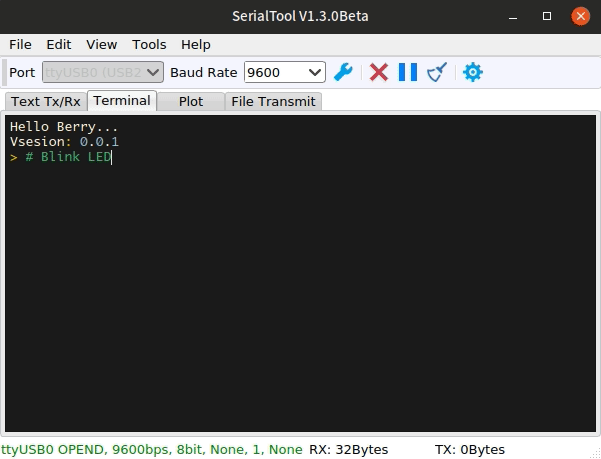 SerialTool V1.3.0Beta
File Edit View Tools Help
Port ttyUSB0 (USB2 Baud Rate 9600
Text Tx/Rx Terminal Plot File Transmit
Hello Berry...
Vsesion: 0.0.1
> # Blink LED
ttyUSB0 OPEND, 9600bps, 8bit, None, 1, None RX: 32Bytes TX: 0Bytes